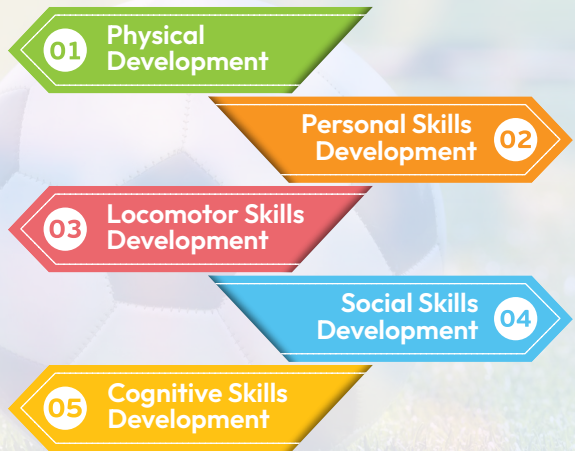 01 Physical
Development
Personal Skills 02
Development
03 Locomotor Skills
Development
Social Skills 04
Development
05 Cognitive Skills
Development